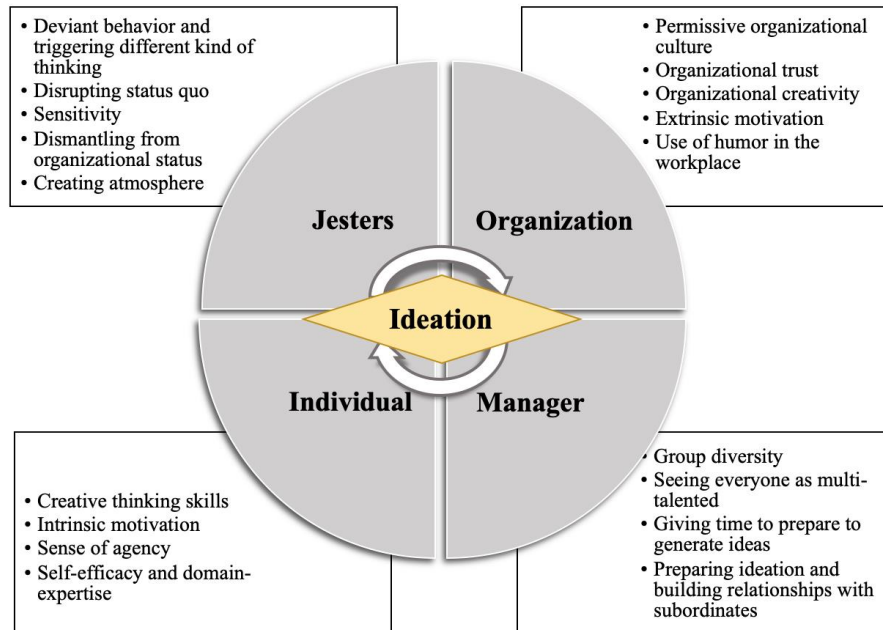 • Deviant behavior and
triggering different kind of
thinking
• Disrupting status quo
• Sensitivity
• Dismantling from
organizational status
• Creating atmosphere
• Permissive organizational
culture
• Organizational trust
• Organizational creativity
• Extrinsic motivation
• Use of humor in the
workplace
Jesters
Organization
Ideation
Individual
Manager
• Creative thinking skills
• Intrinsic motivation
• Sense of agency
• Self-efficacy and domain-
expertise
• Group diversity
• Seeing everyone as multi-
talented
• Giving time to prepare to
generate ideas
• Preparing ideation and
building relationships with
subordinates